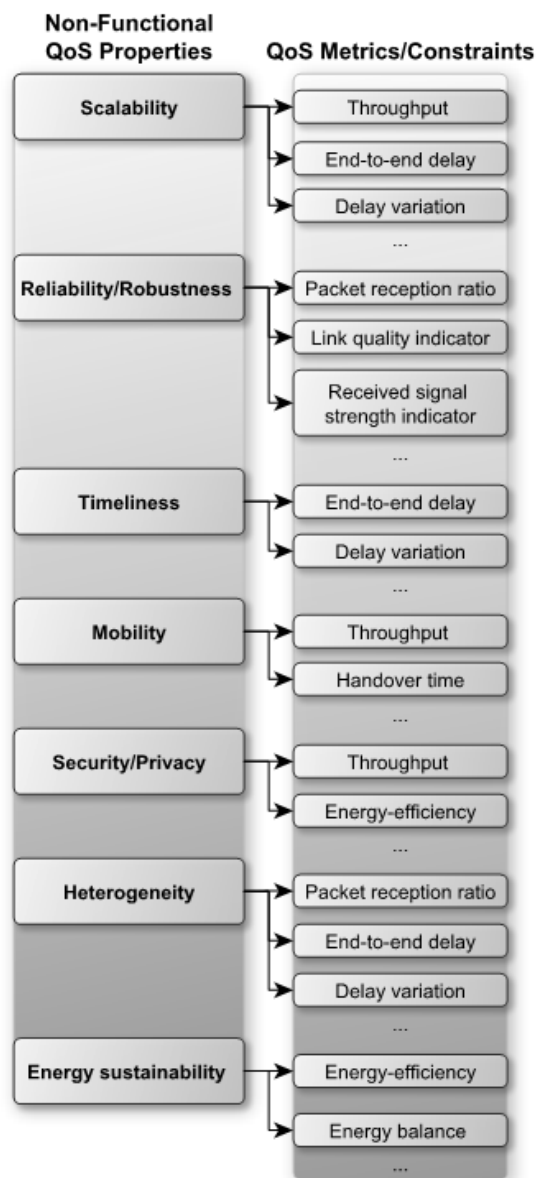 Non-Functional
QoS Properties
QoS Metrics/Constraints
Scalability
Throughput
End-to-end delay
Delay variation
...
Reliability/Robustness
Packet reception ratio
Link quality indicator
Received signal
strength indicator
...
Timeliness
End-to-end delay
Delay variation
...
Mobility
Throughput
Handover time
...
Security/Privacy
Throughput
Energy-efficiency
...
Heterogeneity
Packet reception ratio
End-to-end delay
Delay variation
...
Energy sustainability
Energy-efficiency
Energy balance
...